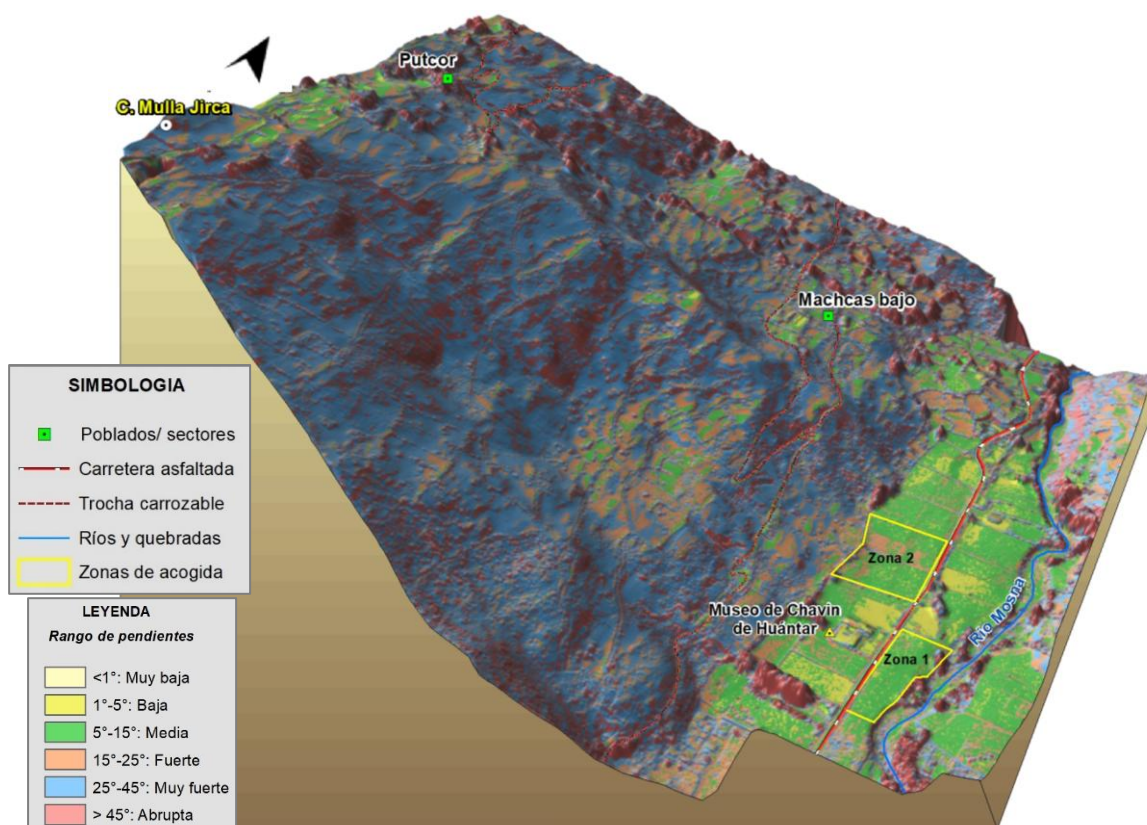 Putcor
C. Mulla Jirca
Machcas bajo
Zona 2
Museo de Chavín
de Huántar
Zona 1
Río Mosna
SIMBOLOGIA
Poblados/ sectores
Carretera asfaltada
Trocha carrozable
Ríos y quebradas
Zonas de acogida
LEYENDA
Rango de pendientes
<1°: Muy baja
1°-5°: Baja
5°-15°: Media
15°-25°: Fuerte
25°-45°: Muy fuerte
> 45°: Abrupta